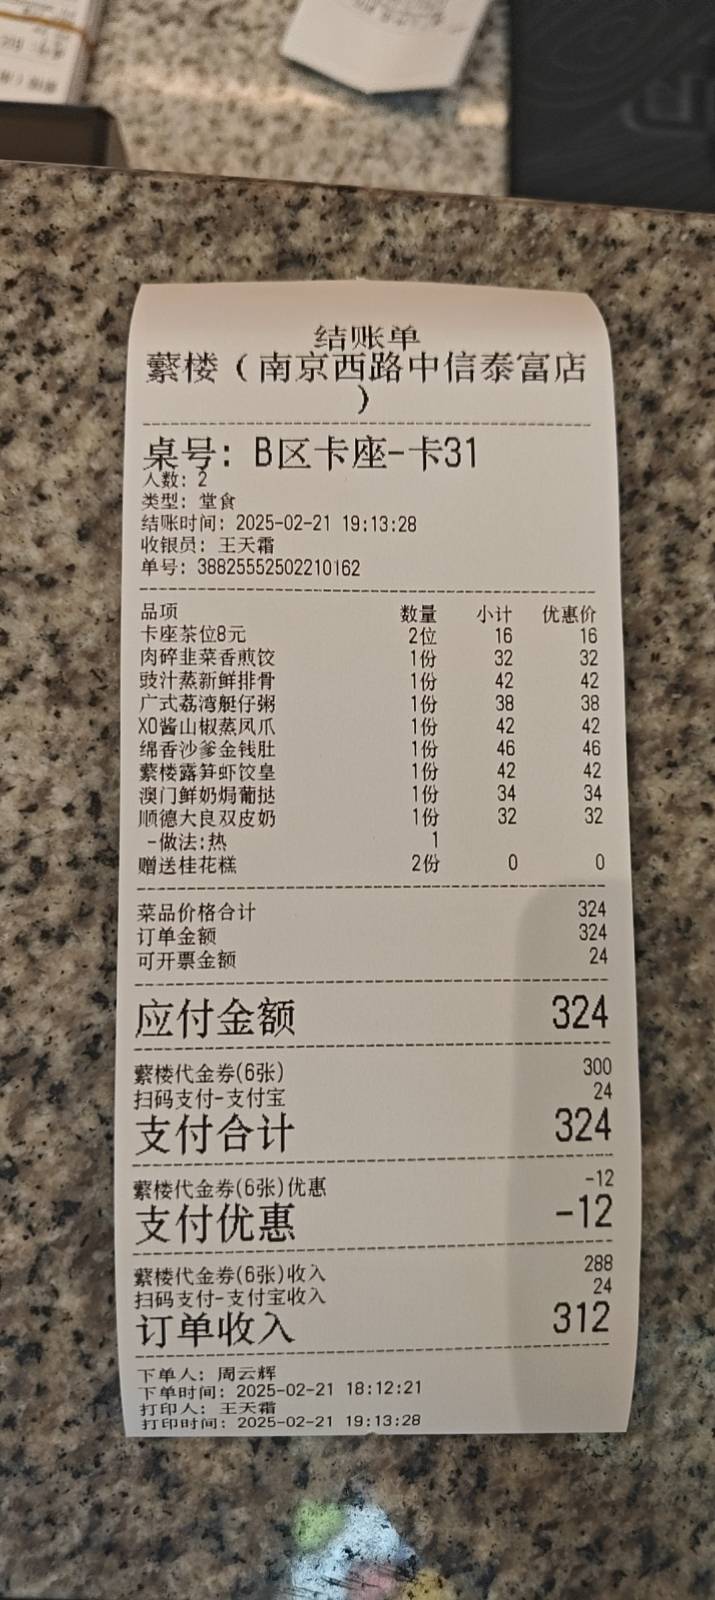 结账单
蘩楼（南京西路中信泰富店
）
桌号: B区卡座-卡31
人数: 2
类型: 堂食
结账时间: 2025-02-21 19:13:28
收银员: 王天霜
单号: 38825552502210162
品项 数量 小计 优惠价
卡座茶位8元 2位 16 16
肉碎韭菜香煎饺 1份 32 32
豉汁蒸新鲜排骨 1份 42 42
广式荔湾艇仔粥 1份 38 38
XO酱山椒蒸凤爪 1份 42 42
绵香沙爹金钱肚 1份 46 46
蘩楼露笋虾饺皇 1份 42 42
澳门鲜奶焗葡挞 1份 34 34
顺德大良双皮奶 1份 32 32
-做法:热 1
赠送桂花糕 2份 0 0
菜品价格合计 324
订单金额 324
可开票金额 24
应付金额 324
蘩楼代金券(6张) 300
扫码支付-支付宝 24
支付合计 324
蘩楼代金券(6张)优惠 -12
支付优惠 -12
蘩楼代金券(6张)收入 288
扫码支付-支付宝收入 24
订单收入 312
下单人: 周云辉
下单时间: 2025-02-21 18:12:21
打印人: 王天霜
打印时间: 2025-02-21 19:13:28